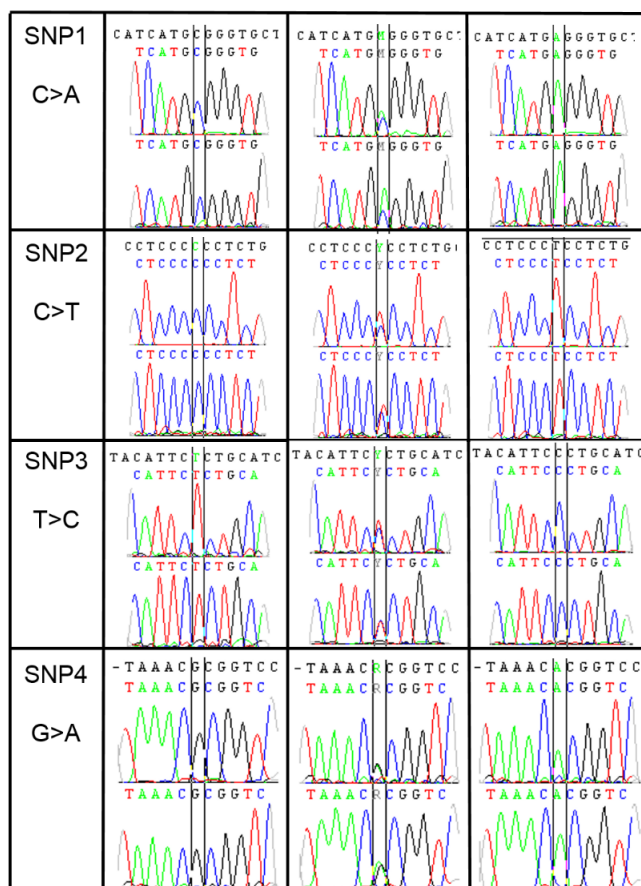 SNP1
C>A
CATCATGCGGGTGCT
TCATGCGGGTG
TCATGCGGGTG
CATCATGMGGGTGCT
TCATGMGGGTG
TCATGMGGGTG
CATCATGAGGGTGCT
TCATGAGGGTG
TCATGAGGGTG
SNP2
C>T
CCTCCCCCCTCTG
CTCCCCCCTCT
CTCCCCCCTCT
CCTCCCYCCTCTG
CTCCCYCCTCT
CTCCCYCCTCT
CCTCCCTCCTCTG
CTCCCTCCTCT
CTCCCTCCTCT
SNP3
T>C
TACATTCTCTGCATC
CATTCTCTGCA
CATTCTCTGCA
TACATTCYCTGCATC
CATTCYCTGCA
CATTCYCTGCA
TACATTCCCTGCATC
CATTCCCTGCA
CATTCCCTGCA
SNP4
G>A
-TAAACGCGGTCC
TAAACGCGGTC
TAAACGCGGTC
-TAAACRCGGTCC
TAAACRCGGTC
TAAACRCGGTC
-TAAACACGGTCC
TAAACACGGTC
TAAACACGGTC